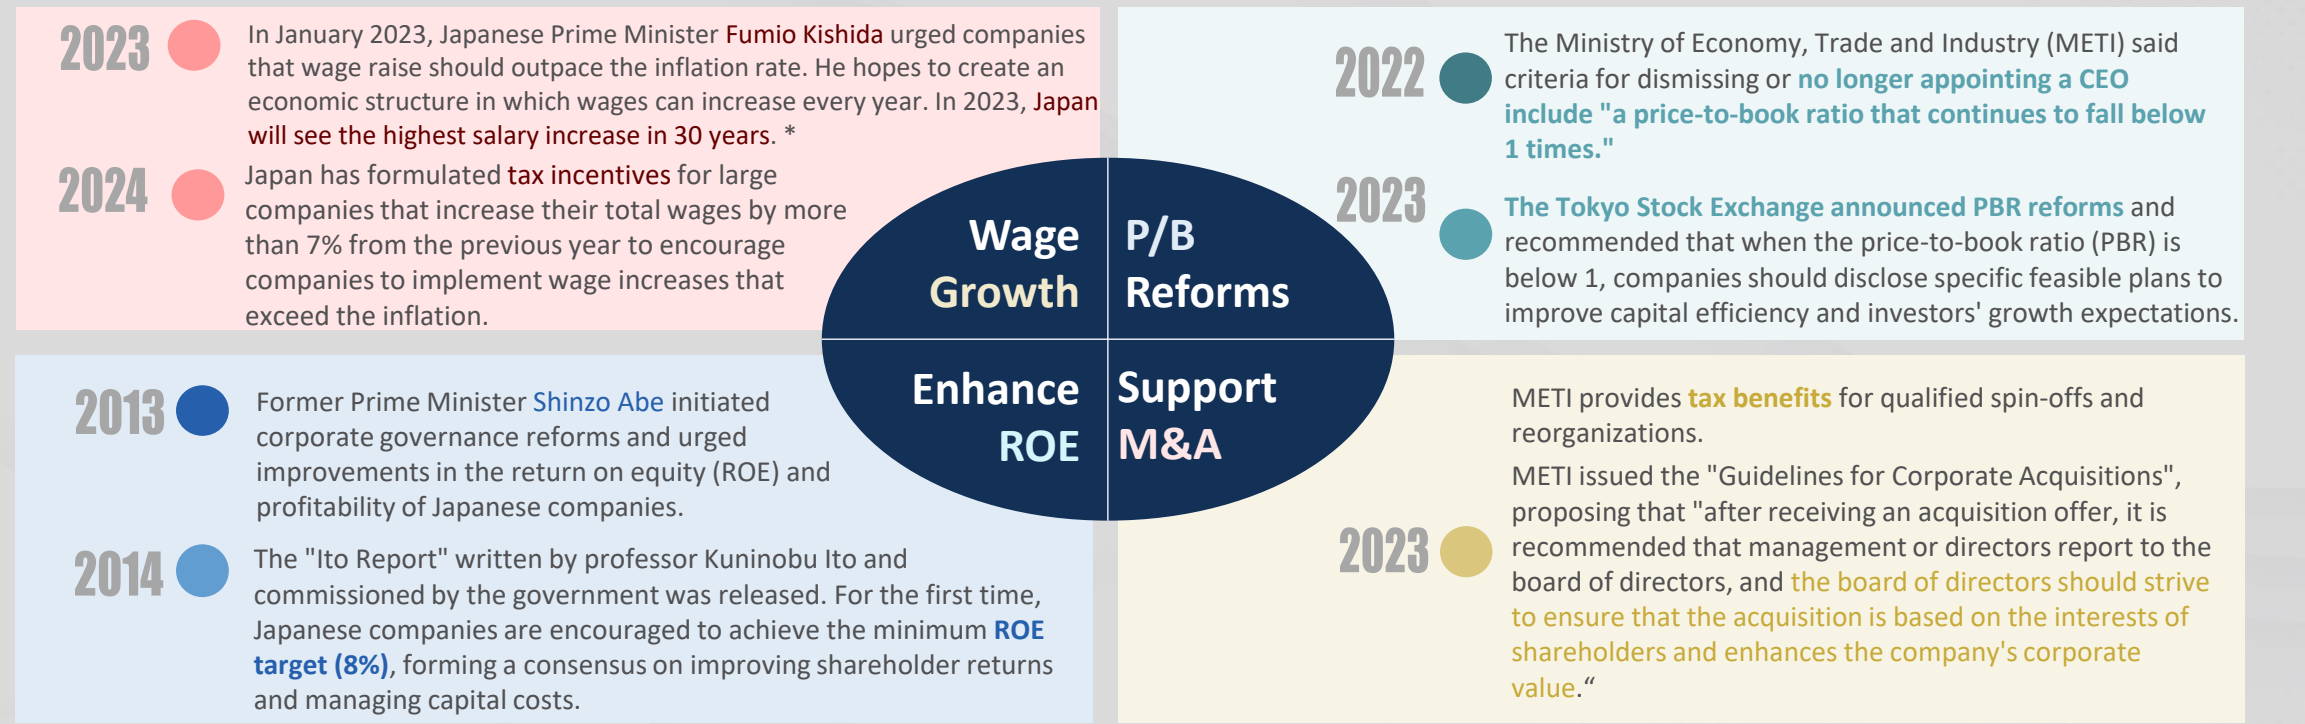 2023
In January 2023, Japanese Prime Minister Fumio Kishida urged companies
that wage raise should outpace the inflation rate. He hopes to create an
economic structure in which wages can increase every year. In 2023, Japan
will see the highest salary increase in 30 years. *
2024
Japan has formulated tax incentives for large
companies that increase their total wages by more
than 7% from the previous year to encourage
companies to implement wage increases that
exceed the inflation.
2022
The Ministry of Economy, Trade and Industry (METI) said
criteria for dismissing or no longer appointing a CEO
include "a price-to-book ratio that continues to fall below
1 times."
2023
The Tokyo Stock Exchange announced PBR reforms and
recommended that when the price-to-book ratio (PBR) is
below 1, companies should disclose specific feasible plans to
improve capital efficiency and investors' growth expectations.
Wage
Growth
P/B
Reforms
Enhance
ROE
Support
M&A
2013
Former Prime Minister Shinzo Abe initiated
corporate governance reforms and urged
improvements in the return on equity (ROE) and
profitability of Japanese companies.
2014
The "Ito Report" written by professor Kuninobu Ito and
commissioned by the government was released. For the first time,
Japanese companies are encouraged to achieve the minimum ROE
target (8%), forming a consensus on improving shareholder returns
and managing capital costs.
METI provides tax benefits for qualified spin-offs and
reorganizations.
2023
METI issued the "Guidelines for Corporate Acquisitions",
proposing that "after receiving an acquisition offer, it is
recommended that management or directors report to the
board of directors, and the board of directors should strive
to ensure that the acquisition is based on the interests of
shareholders and enhances the company's corporate
value.“